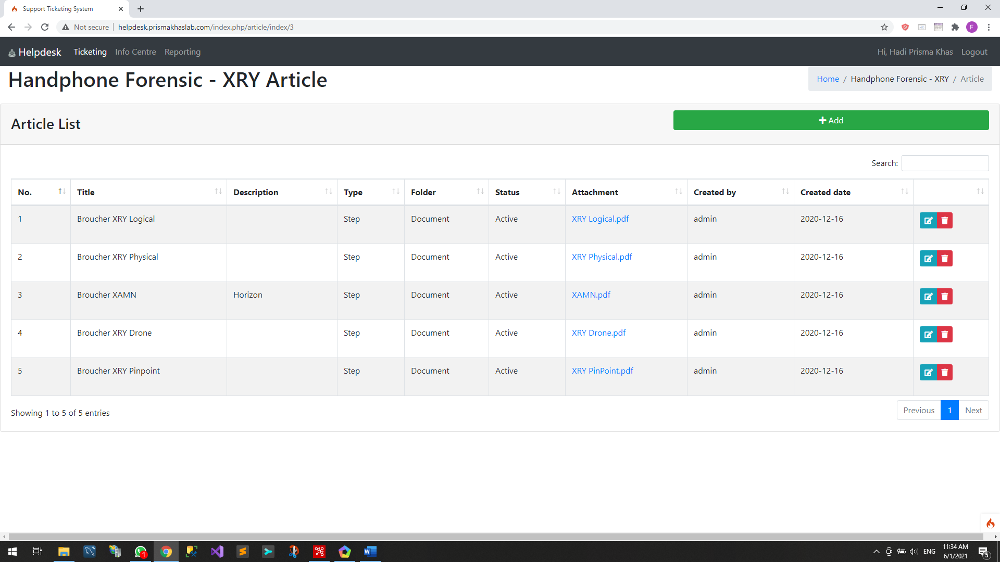 Support Ticketing System
Not secure | helpdesk.prismakhaslab.com/index.php/article/index/3
F
Helpdesk Ticketing Info Centre Reporting Hi, Hadi Prisma Khas Logout
Handphone Forensic - XRY Article
Home / Handphone Forensic - XRY / Article
Article List
Add
Search:
No. Title Description Type Folder Status Attachment Created by Created date
1 Broucher XRY Logical Step Document Active XRY Logical.pdf admin 2020-12-16
2 Broucher XRY Physical Step Document Active XRY Physical.pdf admin 2020-12-16
3 Broucher XAMN Horizon Step Document Active XAMN.pdf admin 2020-12-16
4 Broucher XRY Drone Step Document Active XRY Drone.pdf admin 2020-12-16
5 Broucher XRY Pinpoint Step Document Active XRY PinPoint.pdf admin 2020-12-16
Showing 1 to 5 of 5 entries
Previous 1 Next
1
ENG
11:34 AM
6/1/2021
5